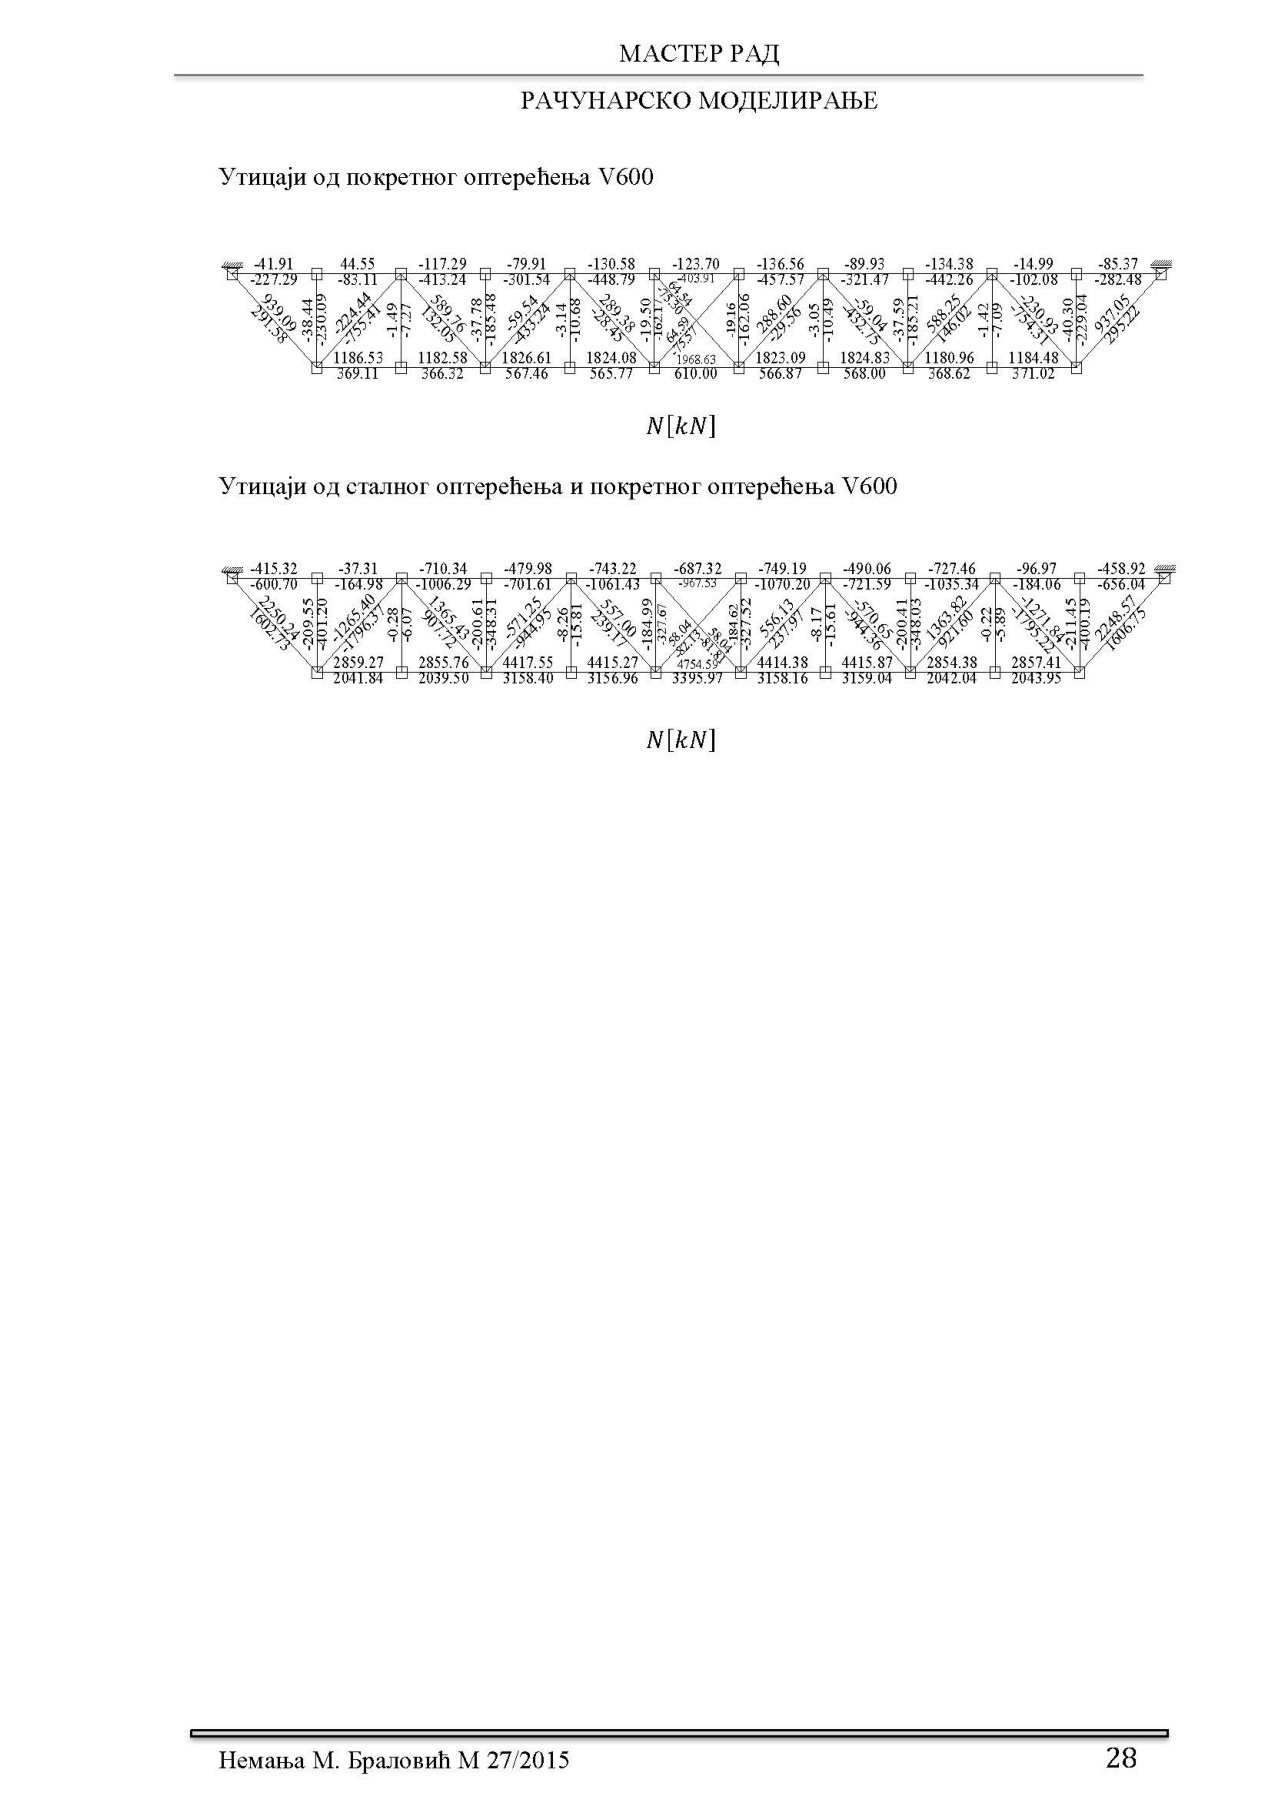 МАСТЕР РАД
РАЧУНАРСКО МОДЕЛИРАЊЕ
Утицаји од покретног оптерећења V600
-41.91 44.55 -117.29 -79.91 -130.58 -123.70 -136.56 -89.93 -134.38 -14.99 -85.37
-227.29 -83.11 -413.24 -301.54 -448.79 -403.91 -457.57 -321.47 -442.26 -102.08 -282.48
939.09 -38.44 -224.44 -1.49 589.76 -37.78 -59.54 -3.14 289.38 -19.50 64.54 64.59 -19.16 288.60 -3.05 -59.04 -37.59 588.25 -1.42 -230.93 -40.30 937.05
291.58 -230.09 -755.41 -7.27 132.05 -185.48 -433.24 -10.68 -28.45 -162.17 -75.30 -75.57 -162.06 -29.56 -10.49 -432.75 -185.21 146.02 -7.09 -754.31 -229.04 295.22
1186.53 1182.58 1826.61 1824.08 1968.63 1823.09 1824.83 1180.96 1184.48
369.11 366.32 567.46 565.77 610.00 566.87 568.00 368.62 371.02
N[kN]
Утицаји од сталног оптерећења и покретног оптерећења V600
-415.32 -37.31 -710.34 -479.98 -743.22 -687.32 -749.19 -490.06 -727.46 -96.97 -458.92
-600.70 -164.98 -1006.29 -701.61 -1061.43 -967.53 -1070.20 -721.59 -1035.34 -184.06 -656.04
2250.24 -209.55 -1265.40 -0.28 1365.43 -200.61 -571.25 -8.26 557.00 -184.99 58.04 58.04 -184.62 556.13 -8.17 -570.65 -200.41 1363.82 -0.22 -1271.84 -211.45 2248.57
1602.73 -401.20 -1796.37 -6.07 907.72 -348.31 -944.95 -15.81 239.17 -327.67 -82.13 -81.81 -327.52 237.97 -15.61 -944.36 -348.03 921.60 -5.89 -1795.22 -400.19 1606.75
2859.27 2855.76 4417.55 4415.27 4754.59 4414.38 4415.87 2854.38 2857.41
2041.84 2039.50 3158.40 3156.96 3395.97 3158.16 3159.04 2042.04 2043.95
N[kN]
Немања М. Браловић М 27/2015 28